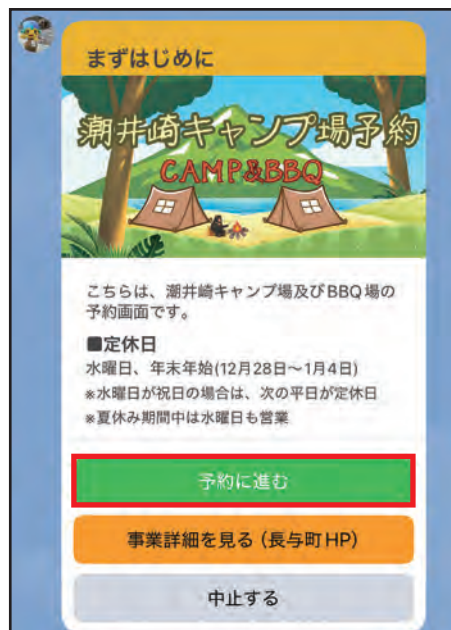 まずはじめに
潮井崎キャンプ場予約
CAMP&BBQ
こちらは、潮井崎キャンプ場及びBBQ場の
予約画面です。
■定休日
水曜日、年末年始(12月28日～1月4日)
※水曜日が祝日の場合は、次の平日が定休日
※夏休み期間中は水曜日も営業
予約に進む
事業詳細を見る（長与町HP）
中止する